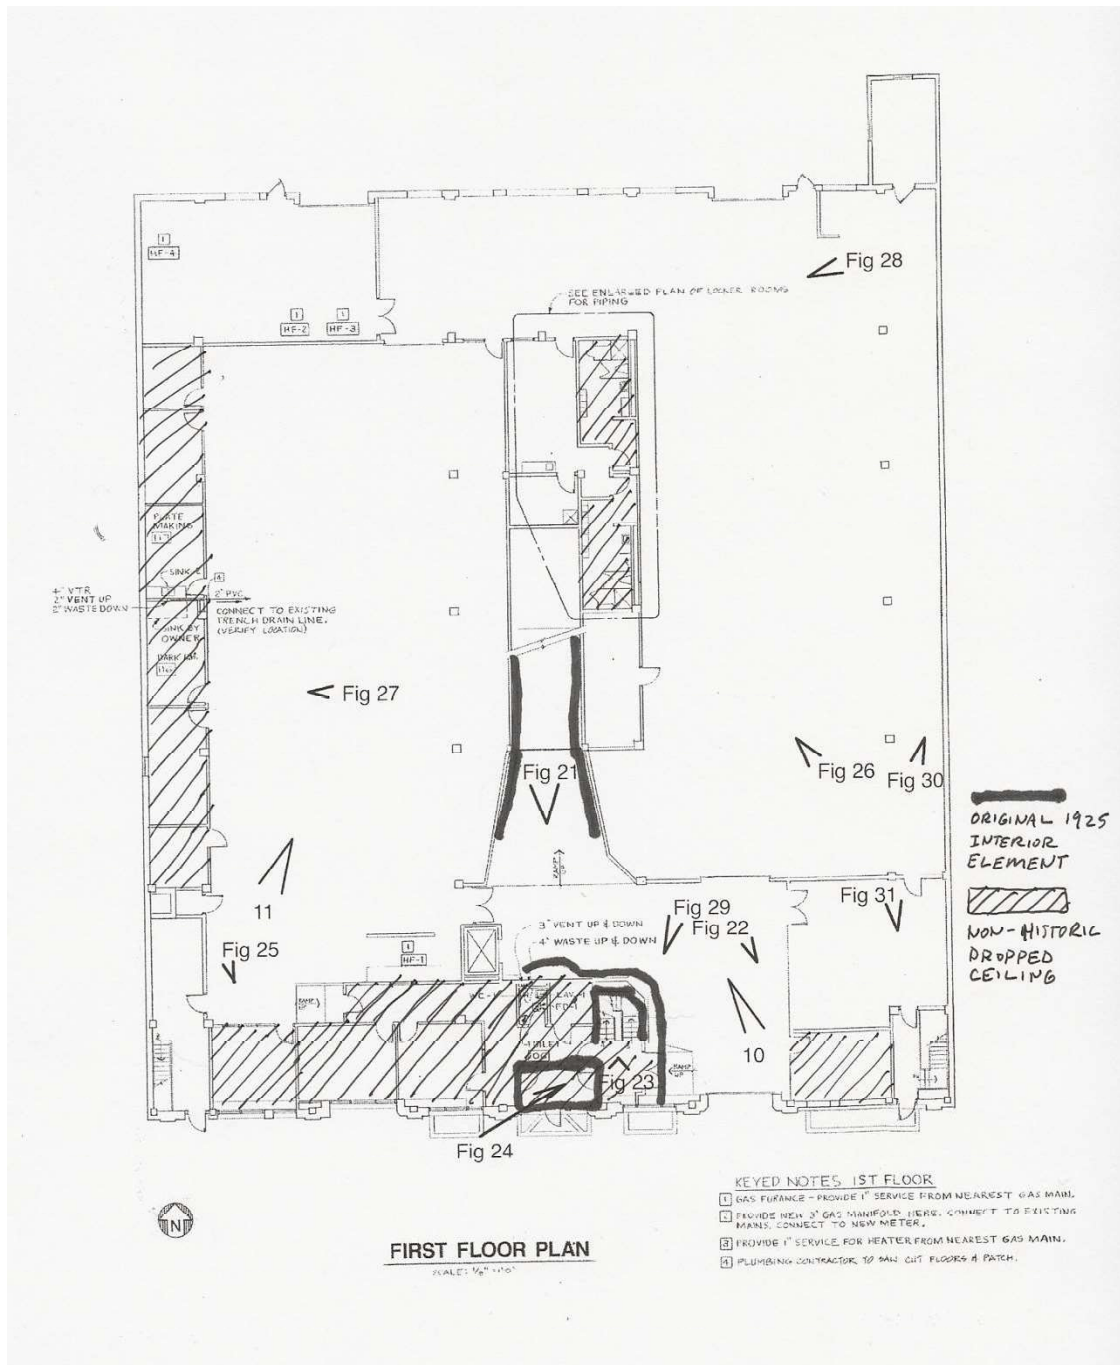 Fig 28
SEE ENLARGED PLAN OF LOCKER ROOMS
FOR PIPING
1
HF-4
1
HF-2
1
HF-3
PLATE
MAKING
SINK
4
4" VTR
2" VENT UP
2" WASTE DOWN
2" PVC
CONNECT TO EXISTING
TRENCH DRAIN LINE.
(VERIFY LOCATION)
SINK BY
OWNER
DARK
Fig 27
Fig 21
Fig 26
Fig 30
ORIGINAL 1925
INTERIOR
ELEMENT
NON-HISTORIC
DROPPED
CEILING
RAMP
11
Fig 25
Fig 31
Fig 29
Fig 22
3" VENT UP & DOWN
4" WASTE UP & DOWN
1
HF-1
10
Fig 23
RAMP
UP
Fig 24
N
FIRST FLOOR PLAN
KEYED NOTES 1ST FLOOR
1 GAS FURANCE - PROVIDE 1" SERVICE FROM NEAREST GAS MAIN.
PROVIDE NEW 3" GAS MANIFOLD HERE. CONNECT TO EXISTING
MAINS. CONNECT TO NEW METER.
3 PROVIDE 1" SERVICE FOR HEATER FROM NEAREST GAS MAIN.
4 PLUMBING CONTRACTOR TO SAW CUT FLOORS & PATCH.